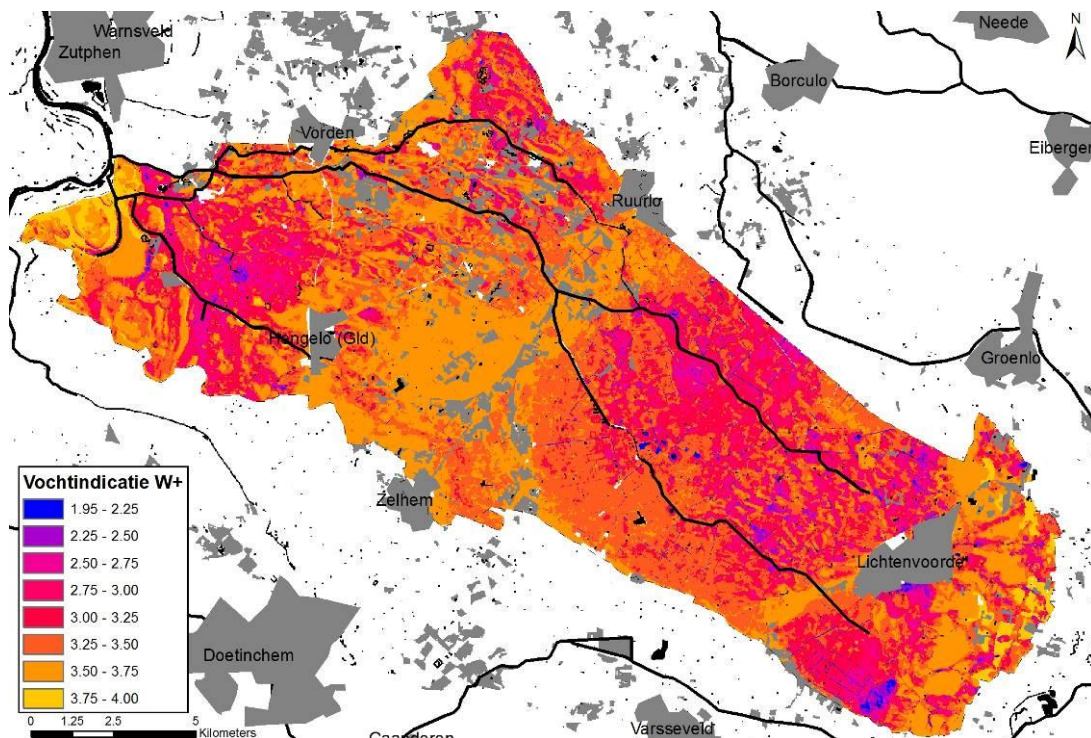 Warnsveld
Zutphen
Neede
N
Borculo
Vorden
Eibergen
Ruurlo
Hengelo (Gld)
Groenlo
Vochtindicatie W+
1.95 - 2.25
2.25 - 2.50
2.50 - 2.75
2.75 - 3.00
3.00 - 3.25
3.25 - 3.50
3.50 - 3.75
3.75 - 4.00
Zelhem
Lichtenvoorde
Doetinchem
0 1.25 2.5 5
Kilometers
Varsseveld